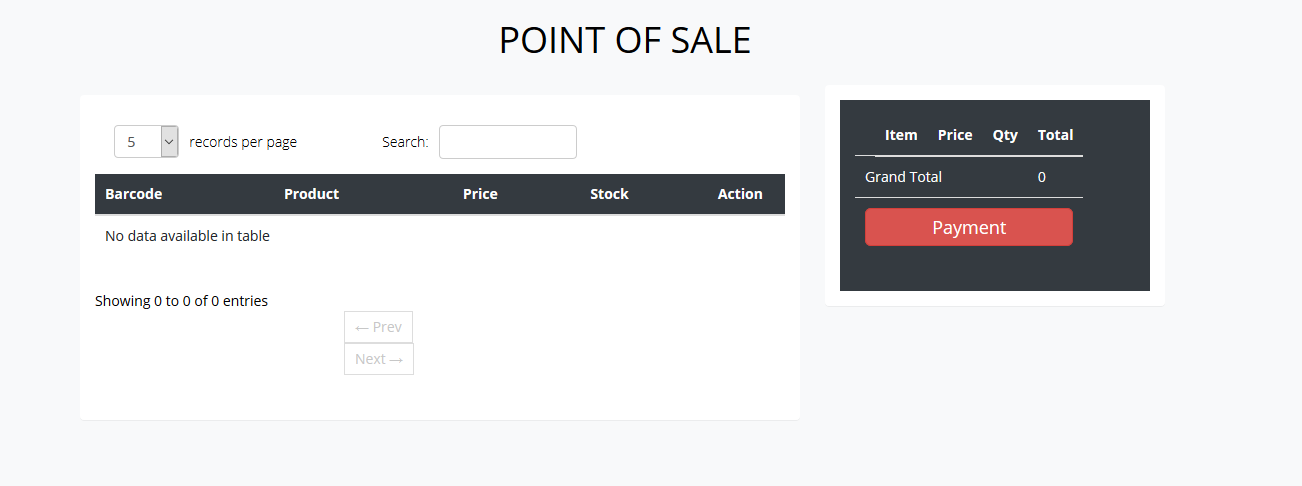 POINT OF SALE
5 records per page Search:
Barcode Product Price Stock Action
No data available in table
Showing 0 to 0 of 0 entries
← Prev
Next →
Item Price Qty Total
Grand Total 0
Payment